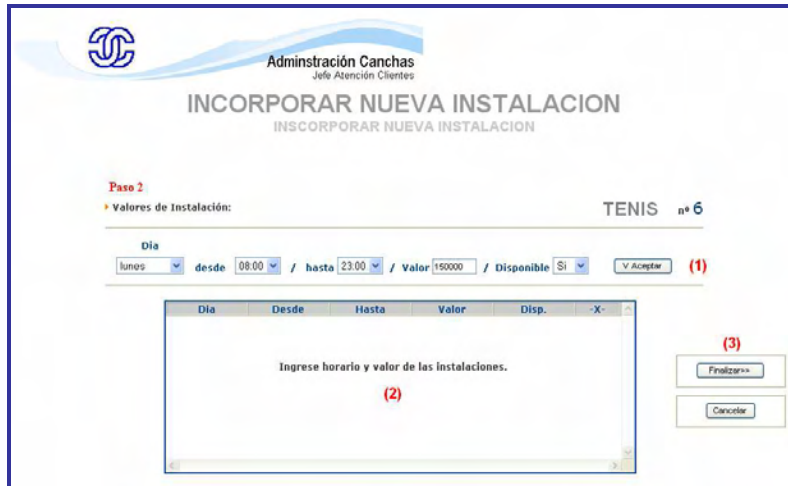 Adminstración Canchas
Jefe Atención Clientes
INCORPORAR NUEVA INSTALACION
INSCORPORAR NUEVA INSTALACION
Paso 2
Valores de Instalación:
TENIS nº 6
Dia
lunes desde 08:00 / hasta 23:00 / Valor 150000 / Disponible Si V Aceptar (1)
Dia Desde Hasta Valor Disp. -X-
Ingrese horario y valor de las instalaciones.
(2)
(3)
Finalizar>>
Cancelar